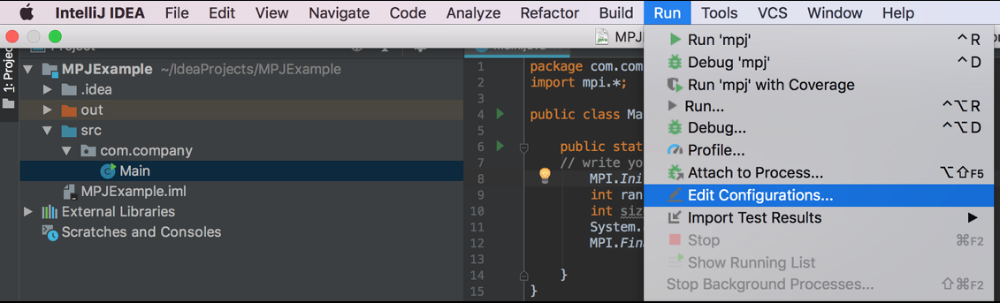 IntelliJ IDEA File Edit View Navigate Code Analyze Refactor Build Run Tools VCS Window Help
MPJ
1: Project
Project
MPJExample ~/IdeaProjects/MPJExample
.idea
out
src
com.company
Main
MPJExample.iml
External Libraries
Scratches and Consoles
Main.java
1 package com.com
2 import mpi.*;
3
4 public class Ma
6 public stat
7 // write yo
8 MPI.Ini
9 int ran
10 int siz
11 System.
12 MPI.Fin
13
14 }
15 }
Run 'mpj' ^R
Debug 'mpj' ^D
Run 'mpj' with Coverage
Run... ^⌥R
Debug... ^⌥D
Profile...
Attach to Process... ⌥⇧F5
Edit Configurations...
Import Test Results
Stop ⌘F2
Show Running List
Stop Background Processes... ⇧⌘F2